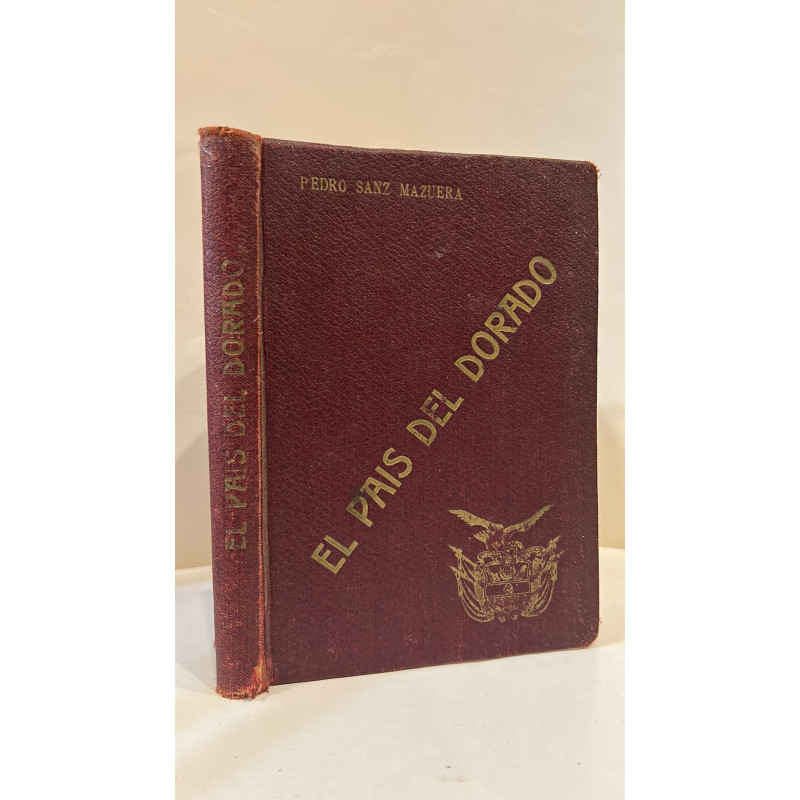 EL PAIS DEL DORADO...
PEDRO SANZ MAZUERA
EL PAIS DEL DORADO